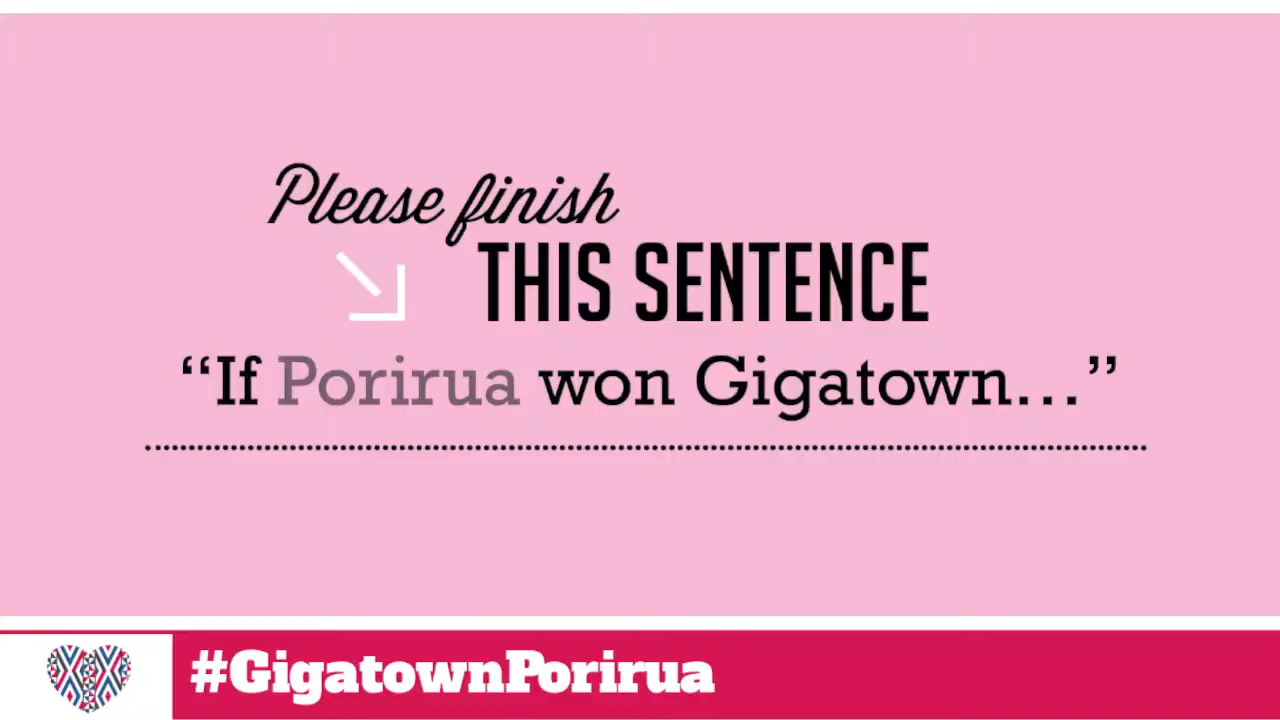 Please finish
THIS SENTENCE
“If Porirua won Gigatown...”
#GigatownPorirua